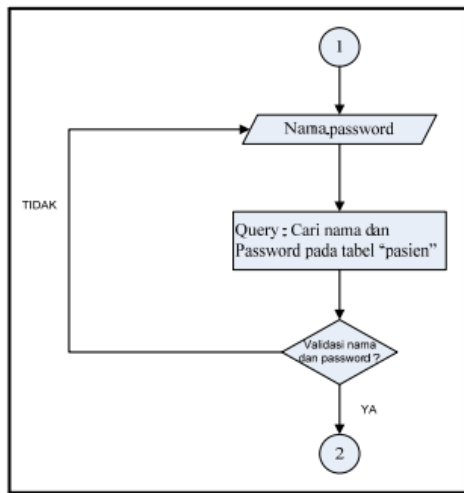 1
Nama,password
TIDAK
Query : Cari nama dan
Password pada tabel “pasien”
Validasi nama
dan password ?
YA
2